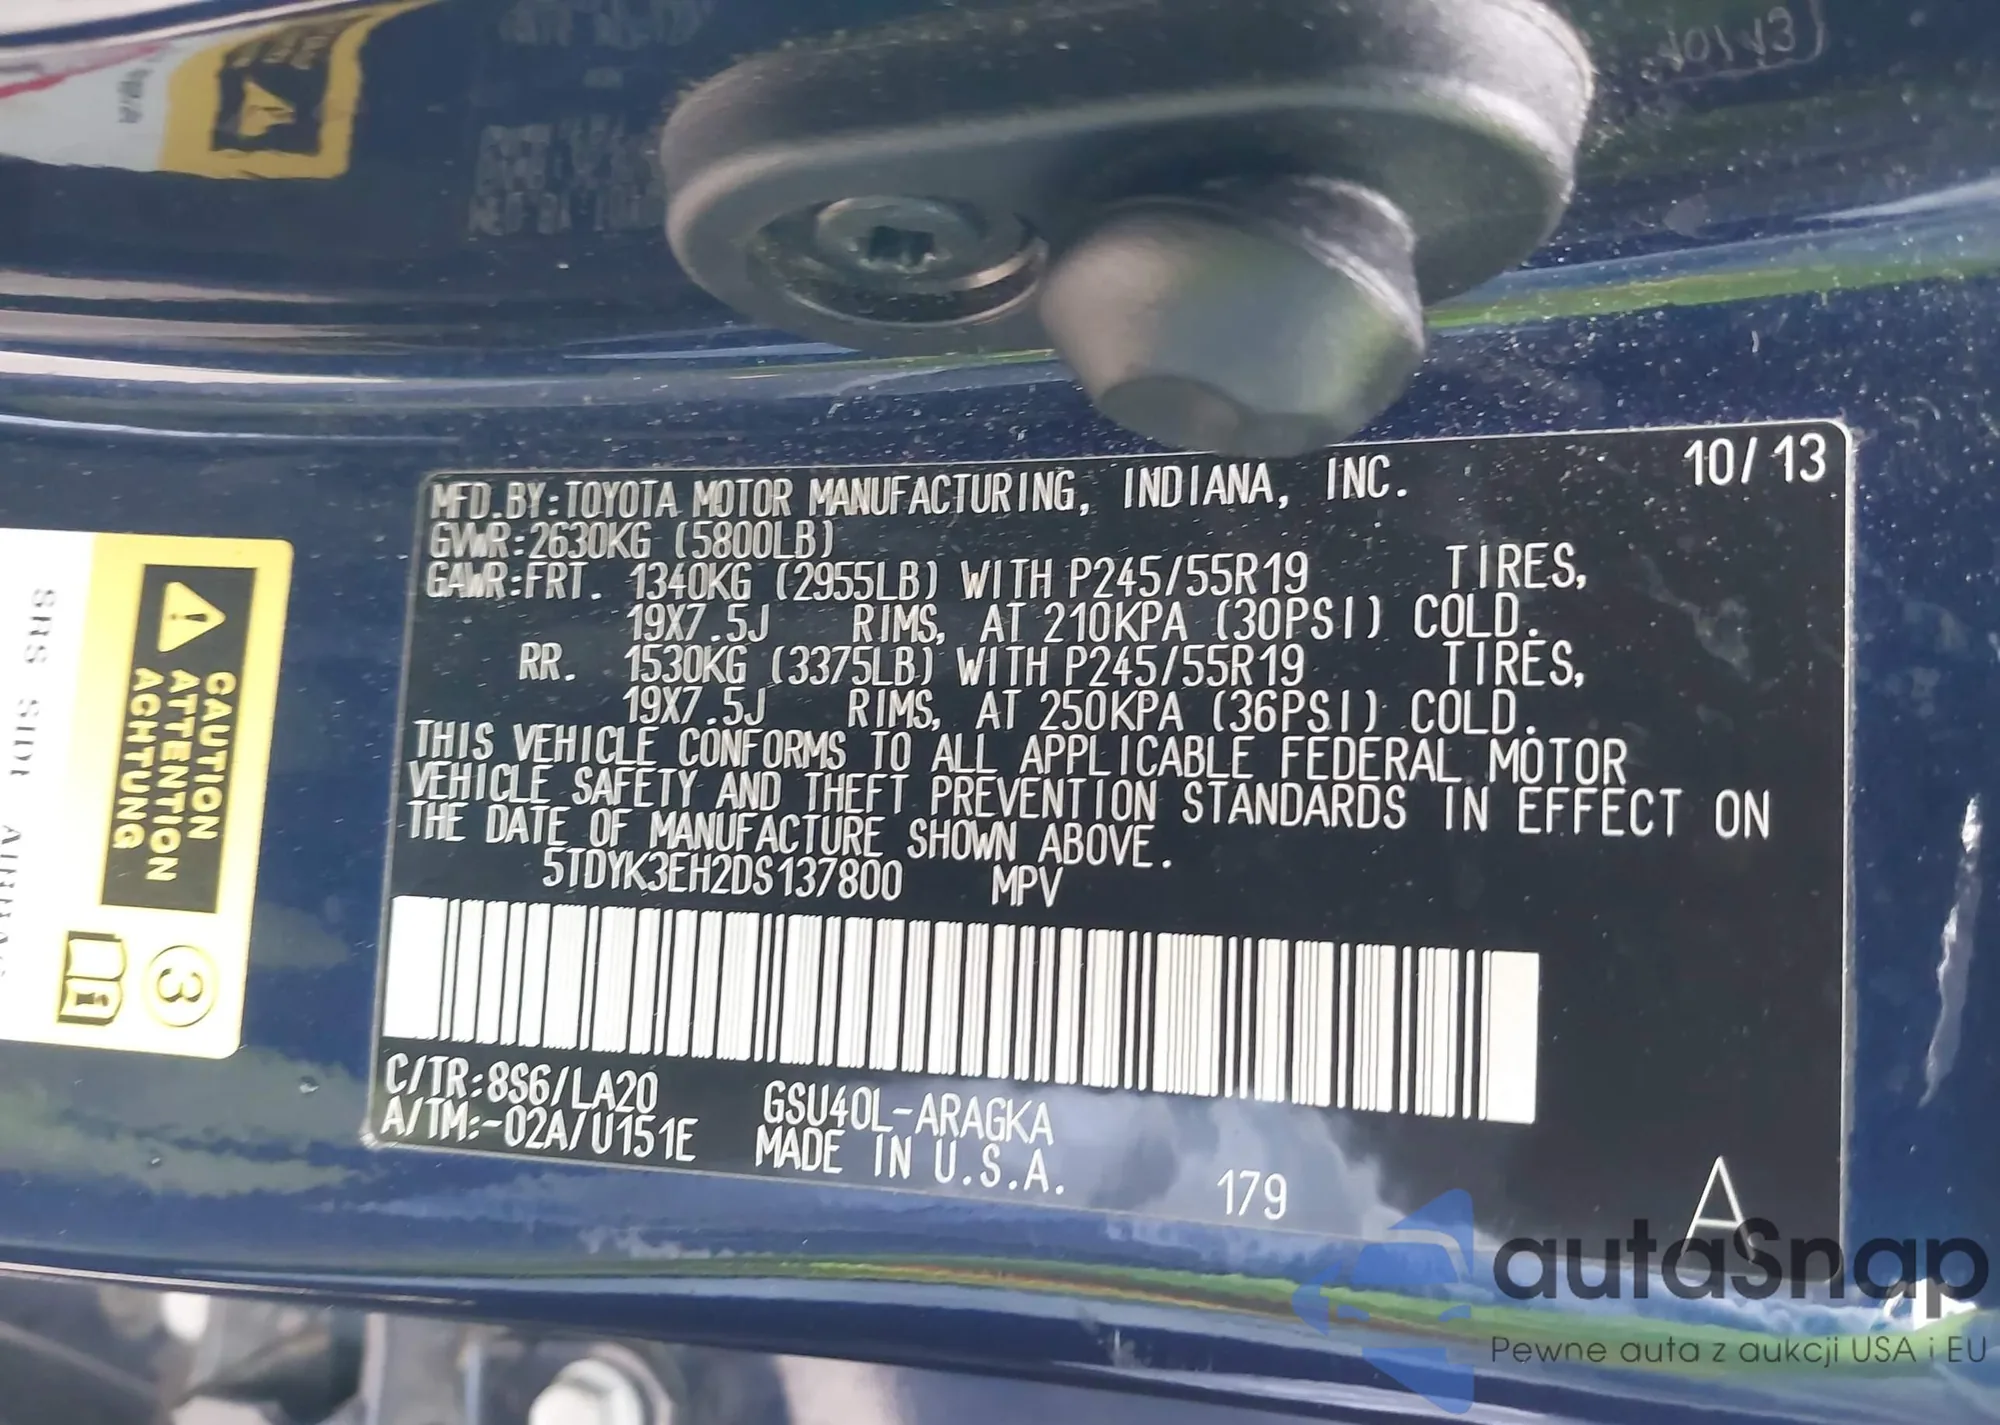 10/13
MFD.BY:TOYOTA MOTOR MANUFACTURING, INDIANA, INC. 10/13
GVWR:2630KG (5800LB)
GAWR:FRT. 1340KG (2955LB) WITH P245/55R19 TIRES,
19X7.5J RIMS, AT 210KPA (30PSI) COLD.
RR. 1530KG (3375LB) WITH P245/55R19 TIRES,
19X7.5J RIMS, AT 250KPA (36PSI) COLD.
THIS VEHICLE CONFORMS TO ALL APPLICABLE FEDERAL MOTOR
VEHICLE SAFETY AND THEFT PREVENTION STANDARDS IN EFFECT ON
THE DATE OF MANUFACTURE SHOWN ABOVE.
5TDYK3EH2DS137800 MPV
C/TR:8S6/LA20 GSU40L-ARAGKA
A/TM:-02A/U151E MADE IN U.S.A.
179 A
CAUTION
ATTENTION
ACHTUNG
3
SRS
autaSnap
Pewne auta z aukcji USA i EU